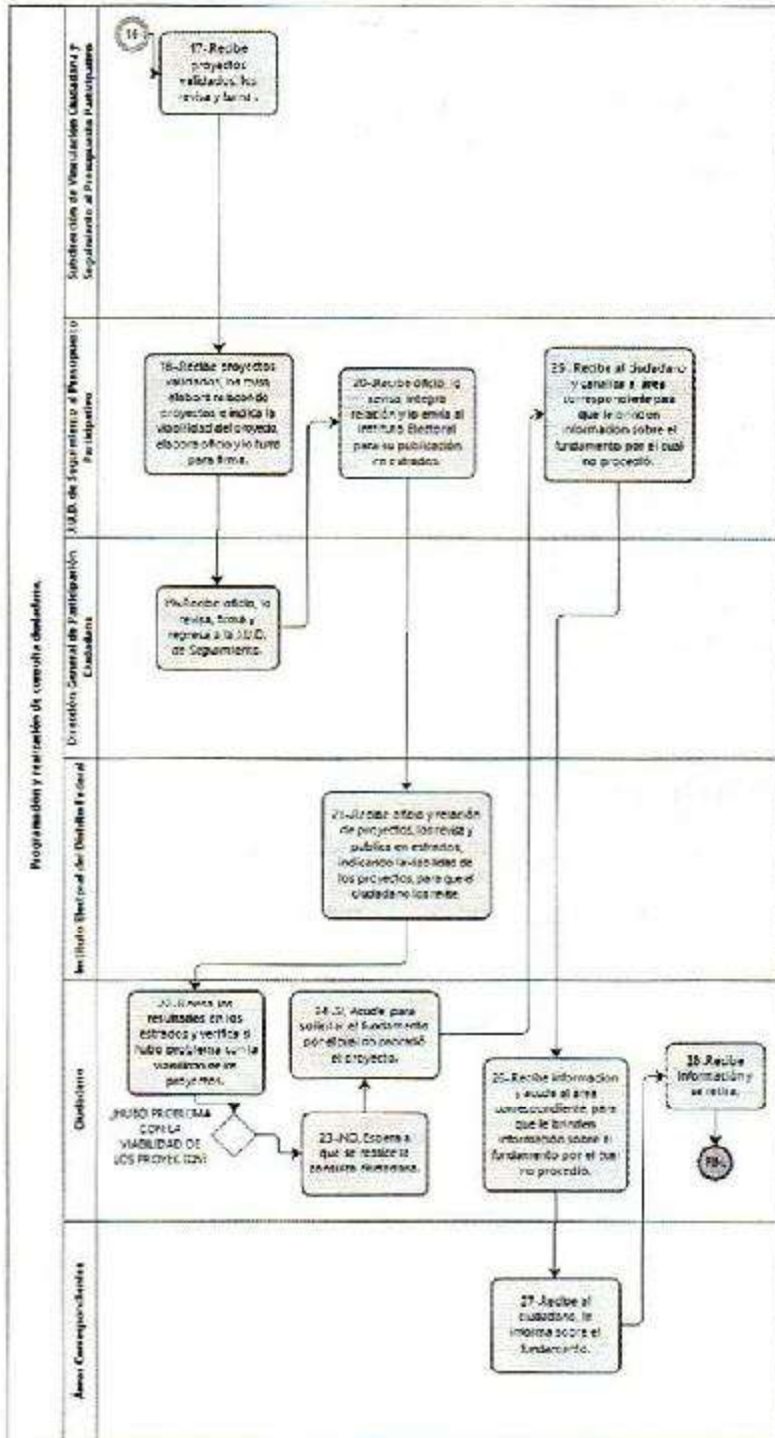 Programación y realización de consulta ciudadana.
Subdirección de Vinculación Ciudadana y
Seguimiento al Presupuesto Participativo
16
17-Recibe
proyectos
validados, los
revisa y
J.U.D. de Seguimiento al Presupuesto
Participativo
18-Recibe proyectos
validados, los revisa,
elabora relación de
proyectos e indica la
viabilidad del proyecto,
elabora oficio y lo turna
para firma.
20-Recibe oficio, lo
revisa, integra
relación y lo envía al
Instituto Electoral
para su publicación
en estrados.
25-Recibe al ciudadano
y canaliza al área
correspondiente para
que le brinden
información sobre el
fundamento por el cual
no procedió.
Dirección General de Participación
Ciudadana
19-Recibe oficio, lo
revisa, firma y
regresa a la J.U.D.
de Seguimiento.
Instituto Electoral del Distrito Federal
21-Recibe oficio y relación
de proyectos, los revisa y
publica en estrados,
indicando la viabilidad de
los proyectos, para que el
ciudadano los revise.
Ciudadano
22-Revisa los
resultados en los
estrados y verifica si
hubo problema con la
viabilidad de los
proyectos.
¿HUBO PROBLEMA
CON LA
VIABILIDAD DE
LOS PROYECTOS?
23-NO, Espera a
que se realice la
consulta ciudadana.
24-SI, Acude para
solicitar el fundamento
por el cual no procedió
el proyecto.
26-Recibe información
y acude al área
correspondiente, para
que le brinden
información sobre el
fundamento por el cual
no procedió.
28-Recibe
información y
se retira.
FIN
Áreas Correspondientes
27-Recibe al
ciudadano, le
informa sobre el
fundamento.